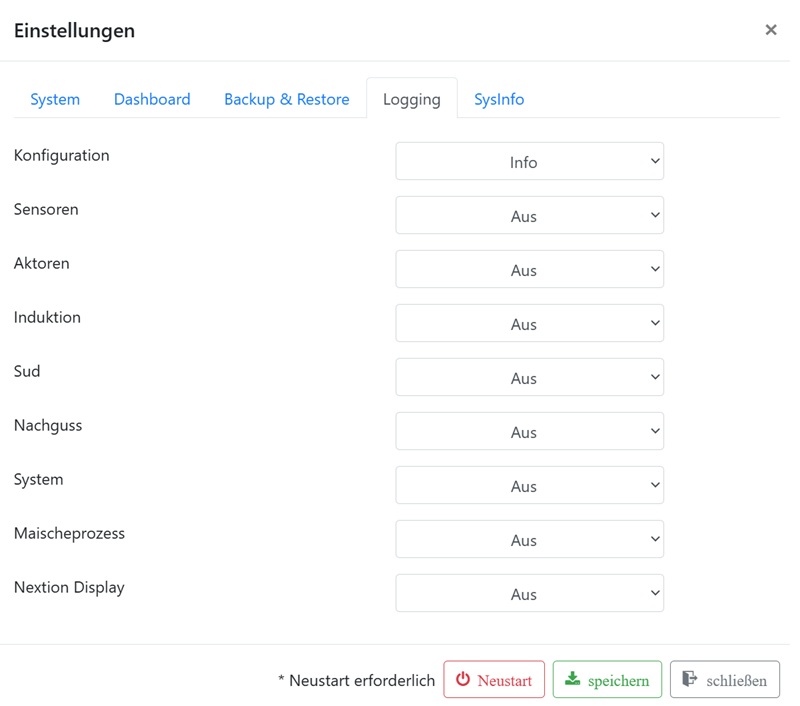 Einstellungen ×
System Dashboard Backup & Restore Logging SysInfo
Konfiguration Info
Sensoren Aus
Aktoren Aus
Induktion Aus
Sud Aus
Nachguss Aus
System Aus
Maischeprozess Aus
Nextion Display Aus
* Neustart erforderlich Neustart speichern schließen